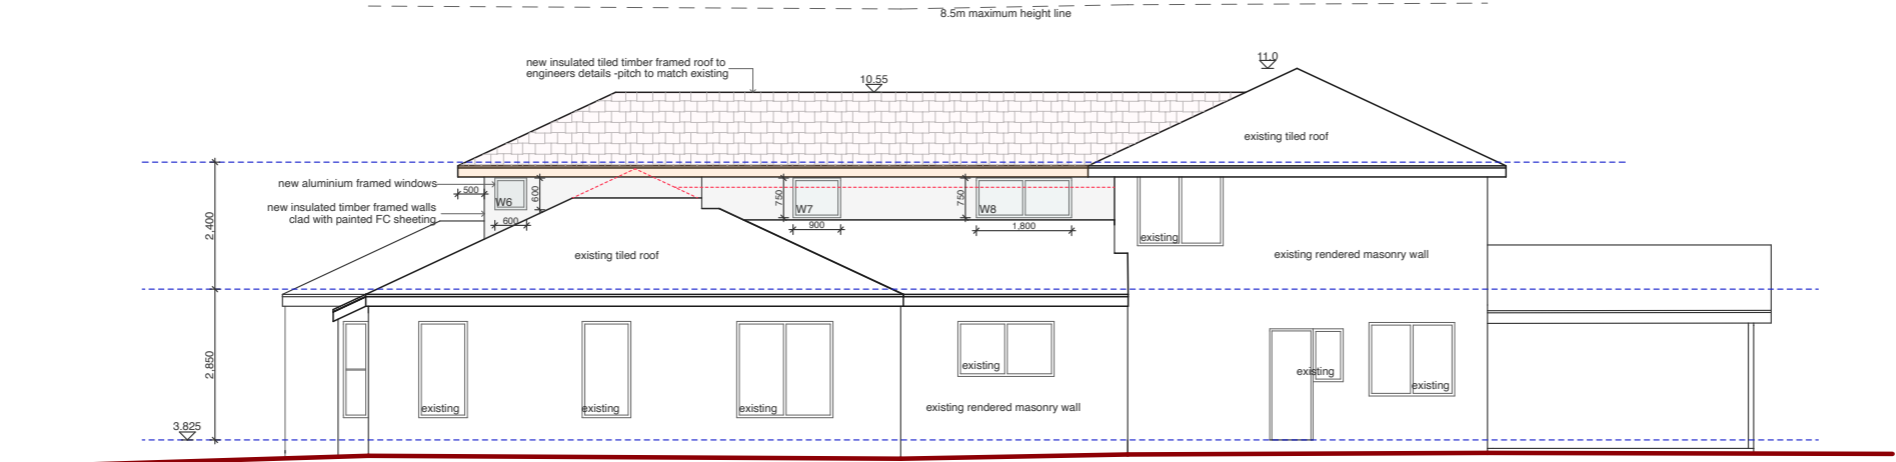 8.5m maximum height line
new insulated tiled timber framed roof to
engineers details -pitch to match existing
10.55
11.0
existing tiled roof
new aluminium framed windows
500
W6
600
600
750
W7
900
750
W8
1,800
new insulated timber framed walls
clad with painted FC sheeting
2,400
existing
existing tiled roof
existing rendered masonry wall
2,850
existing
existing
existing
existing
existing
existing
existing rendered masonry wall
3.825